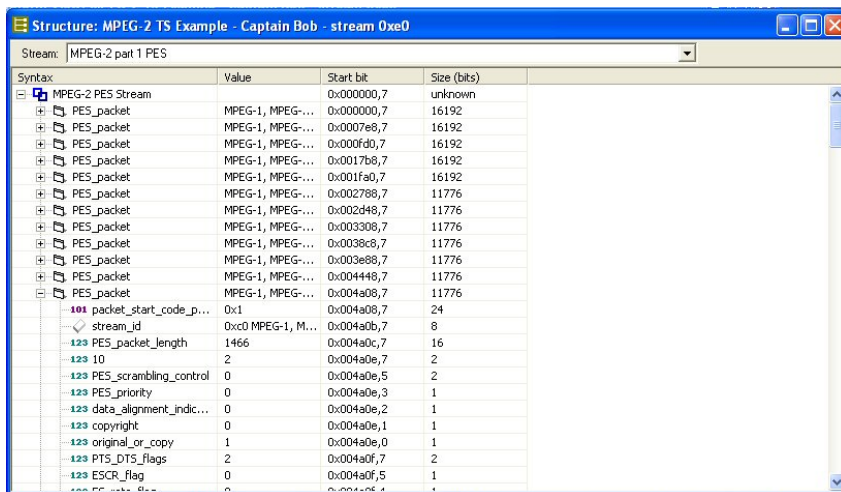 Structure: MPEG-2 TS Example - Captain Bob - stream 0xe0
Stream: MPEG-2 part 1 PES
Syntax Value Start bit Size (bits)
MPEG-2 PES Stream 0x000000,7 unknown
PES_packet MPEG-1, MPEG-... 0x000000,7 16192
PES_packet MPEG-1, MPEG-... 0x0007e8,7 16192
PES_packet MPEG-1, MPEG-... 0x000fd0,7 16192
PES_packet MPEG-1, MPEG-... 0x0017b8,7 16192
PES_packet MPEG-1, MPEG-... 0x001fa0,7 16192
PES_packet MPEG-1, MPEG-... 0x002788,7 11776
PES_packet MPEG-1, MPEG-... 0x002d48,7 11776
PES_packet MPEG-1, MPEG-... 0x003308,7 11776
PES_packet MPEG-1, MPEG-... 0x0038c8,7 11776
PES_packet MPEG-1, MPEG-... 0x003e88,7 11776
PES_packet MPEG-1, MPEG-... 0x004448,7 11776
PES_packet MPEG-1, MPEG-... 0x004a08,7 11776
101 packet_start_code_p... 0x1 0x004a08,7 24
stream_id 0xc0 MPEG-1, M... 0x004a0b,7 8
123 PES_packet_length 1466 0x004a0c,7 16
123 10 2 0x004a0e,7 2
123 PES_scrambling_control 0 0x004a0e,5 2
123 PES_priority 0 0x004a0e,3 1
123 data_alignment_indic... 0 0x004a0e,2 1
123 copyright 0 0x004a0e,1 1
123 original_or_copy 1 0x004a0e,0 1
123 PTS_DTS_flags 2 0x004a0f,7 2
123 ESCR_flag 0 0x004a0f,5 1